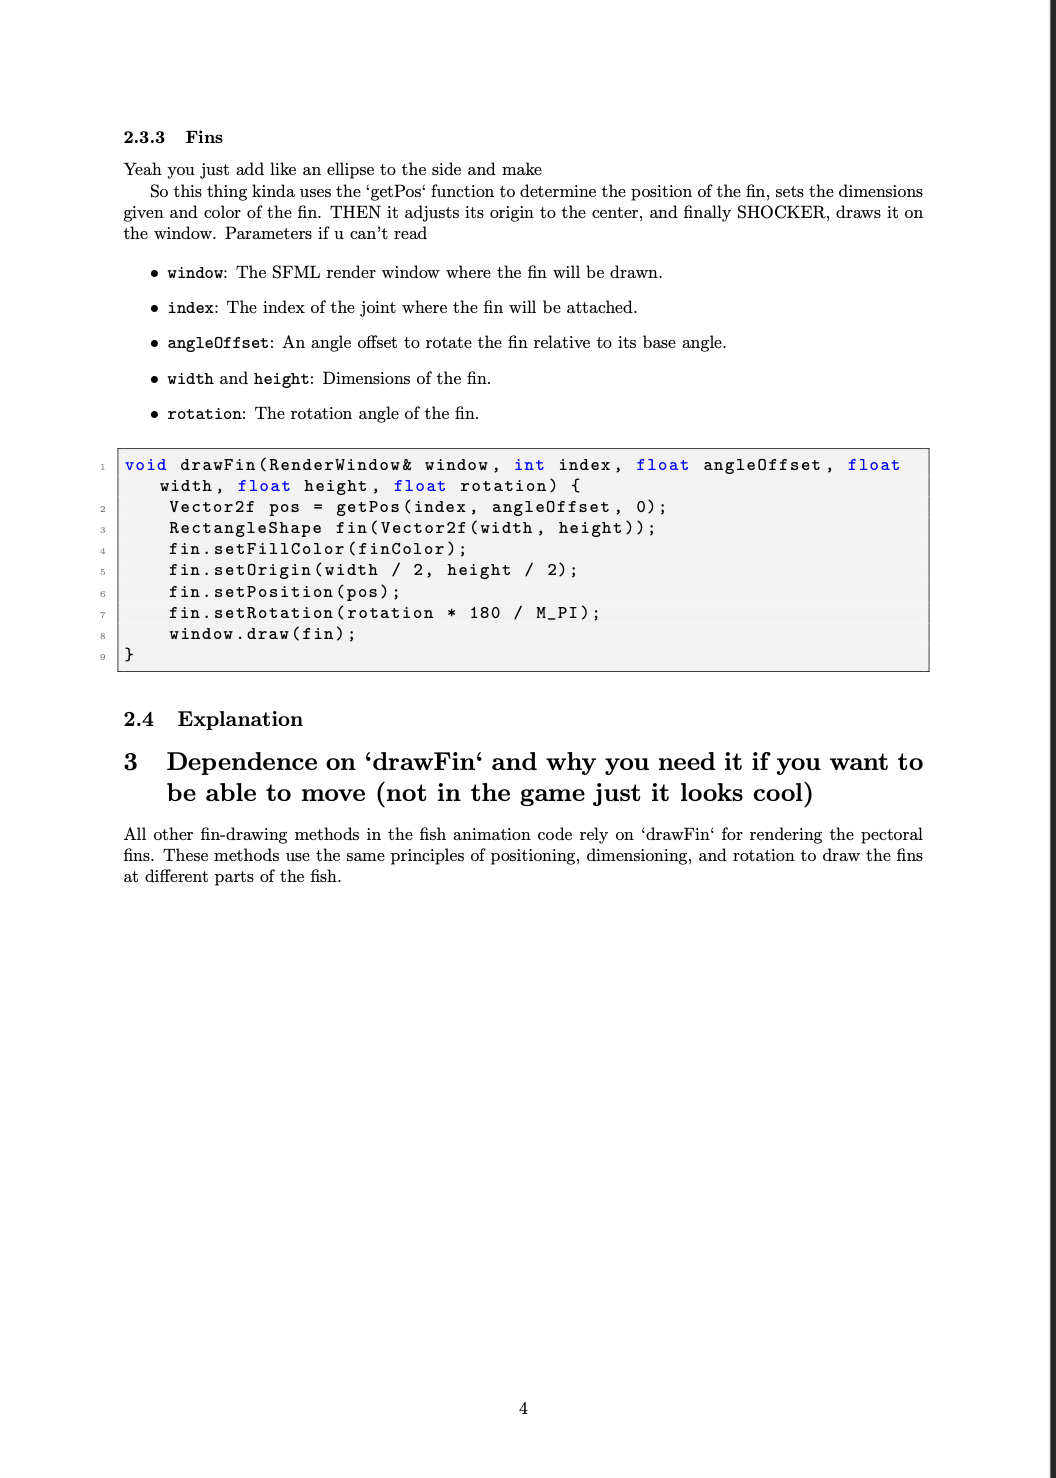 2.3.3 Fins
Yeah you just add like an ellipse to the side and make
So this thing kinda uses the ‘getPos‘ function to determine the position of the fin, sets the dimensions
given and color of the fin. THEN it adjusts its origin to the center, and finally SHOCKER, draws it on
the window. Parameters if u can’t read
• window: The SFML render window where the fin will be drawn.
• index: The index of the joint where the fin will be attached.
• angleOffset: An angle offset to rotate the fin relative to its base angle.
• width and height: Dimensions of the fin.
• rotation: The rotation angle of the fin.
1 void drawFin(RenderWindow& window, int index, float angleOffset, float
width, float height, float rotation) {
2 Vector2f pos = getPos(index, angleOffset, 0);
3 RectangleShape fin(Vector2f(width, height));
4 fin.setFillColor(finColor);
5 fin.setOrigin(width / 2, height / 2);
6 fin.setPosition(pos);
7 fin.setRotation(rotation * 180 / M_PI);
8 window.draw(fin);
9 }
2.4 Explanation
3 Dependence on ‘drawFin‘ and why you need it if you want to
be able to move (not in the game just it looks cool)
All other fin-drawing methods in the fish animation code rely on ‘drawFin‘ for rendering the pectoral
fins. These methods use the same principles of positioning, dimensioning, and rotation to draw the fins
at different parts of the fish.
4